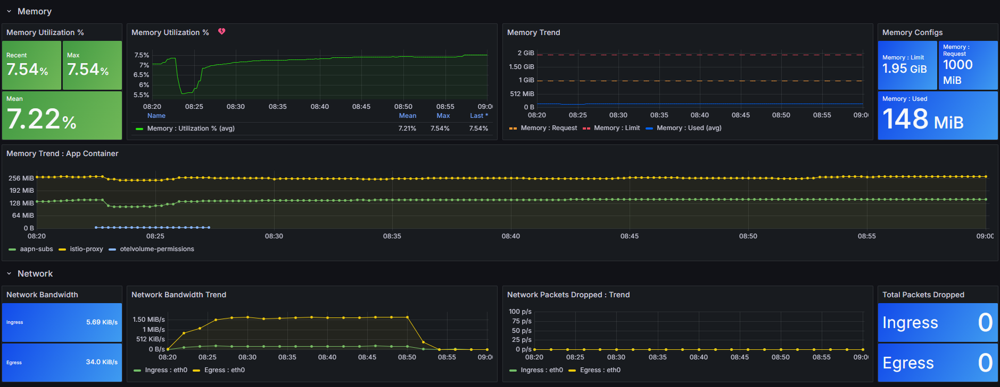 Memory
Memory Utilization %
Recent
7.54%
Max
7.54%
Mean
7.22%
Memory Utilization %
7.5%
7%
6.5%
6%
5.5%
08:20 08:25 08:30 08:35 08:40 08:45 08:50 08:55 09:0
Name Mean Max Last *
Memory : Utilization % (avg) 7.21% 7.54% 7.54%
Memory Trend
2 GiB
1.50 GiB
1 GiB
512 MiB
0 B
08:20 08:25 08:30 08:35 08:40 08:45 08:50 08:55 09:0
Memory : Request Memory : Limit Memory : Used (avg)
Memory Configs
Memory : Limit
1.95 GiB
Memory :
Request
1000
MiB
Memory : Used
148 MiB
Memory Trend : App Container
256 MiB
192 MiB
128 MiB
64 MiB
0 B
08:20 08:25 08:30 08:35 08:40 08:45 08:50 08:55 09:00
aapn-subs istio-proxy otelvolume-permissions
Network
Network Bandwidth
Ingress 5.69 KiB/s
Egress 34.0 KiB/s
Network Bandwidth Trend
1.50 MiB/s
1 MiB/s
512 KiB/s
0 B/s
08:20 08:25 08:30 08:35 08:40 08:45 08:50 08:55 09:0
Ingress : eth0 Egress : eth0
Network Packets Dropped : Trend
100 p/s
75 p/s
50 p/s
25 p/s
0 p/s
08:20 08:25 08:30 08:35 08:40 08:45 08:50 08:55 09:0
Ingress : eth0 Egress : eth0
Total Packets Dropped
Ingress 0
Egress 0